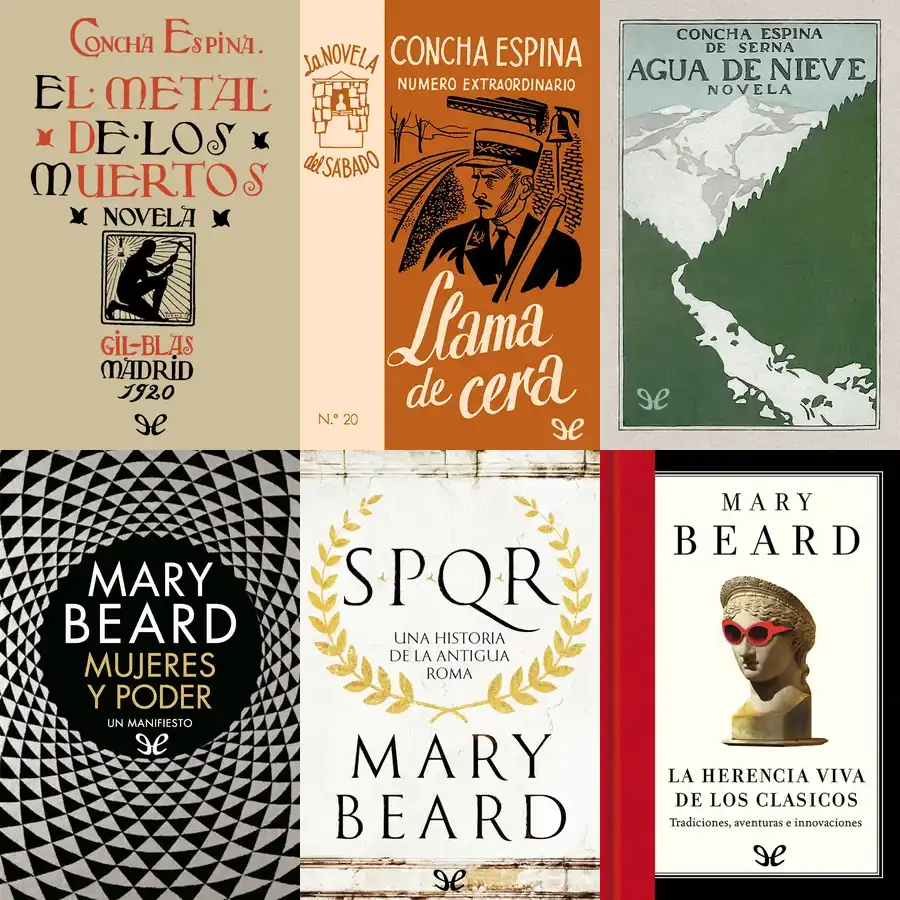 CONCHA ESPINA.
EL·METAL·
DE·LOS
MUERTOS
NOVELA
GIL-BLAS
MADRID
1920
La NOVELA
del SÁBADO
N.º 20
CONCHA ESPINA
NUMERO EXTRAORDINARIO
Llama
de cera
CONCHA ESPINA
DE SERNA
AGUA DE NIEVE
NOVELA
MARY
BEARD
MUJERES
Y PODER
UN MANIFIESTO
S·P·Q·R
UNA HISTORIA
DE LA ANTIGUA
ROMA
MARY
BEARD
MARY
BEARD
LA HERENCIA VIVA
DE LOS CLASICOS
Tradiciones, aventuras e innovaciones